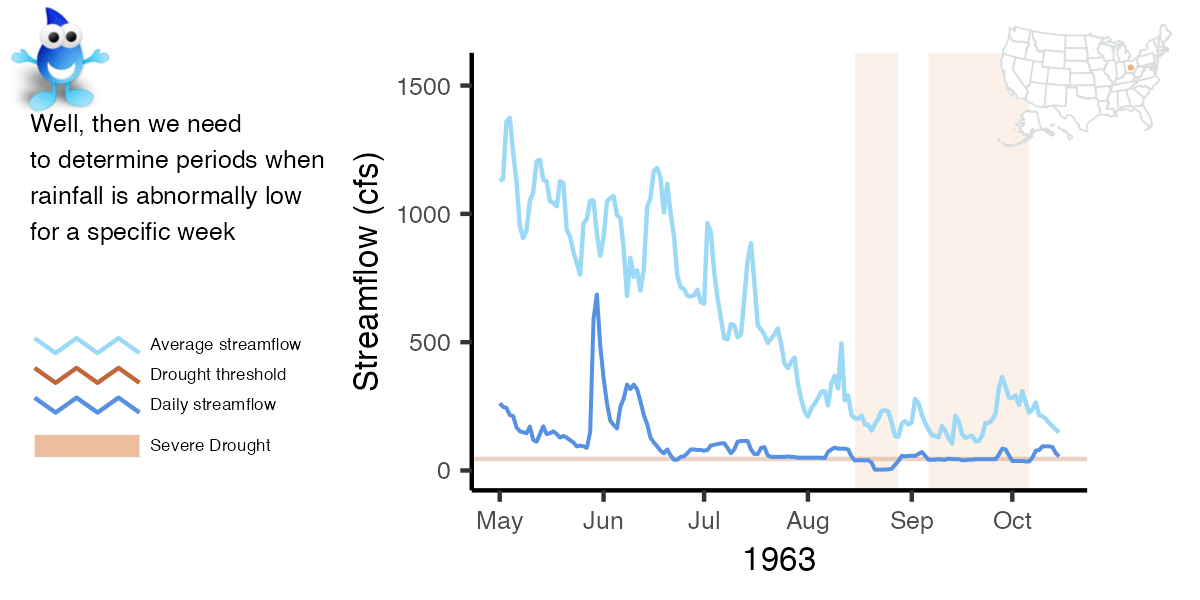 Well, then we need
to determine periods when
rainfall is abnormally low
for a specific week
Average streamflow
Drought threshold
Daily streamflow
Severe Drought
Streamflow (cfs)
1500
1000
500
0
May Jun Jul Aug Sep Oct
1963